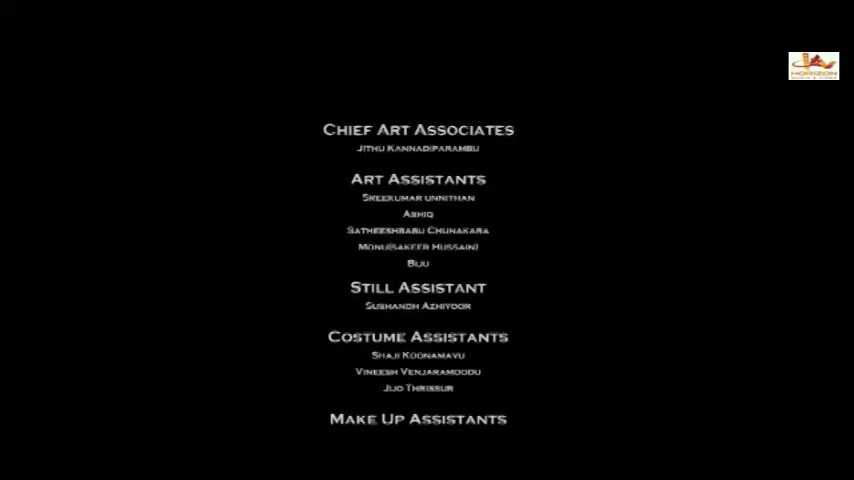 HORIZON
CHIEF ART ASSOCIATES
JITHU KANNADIPARAMBU
ART ASSISTANTS
SREEKUMAR UNNITHAN
ASHIQ
SATHEESHBABU CHUNAKARA
MONU(SAKEER HUSSAIN)
BIJU
STILL ASSISTANT
SUSHANDH AZHIYOOR
COSTUME ASSISTANTS
SHAJI KOONAMAVU
VINEESH VENJARAMOODU
JIJO THRISSUR
MAKE UP ASSISTANTS